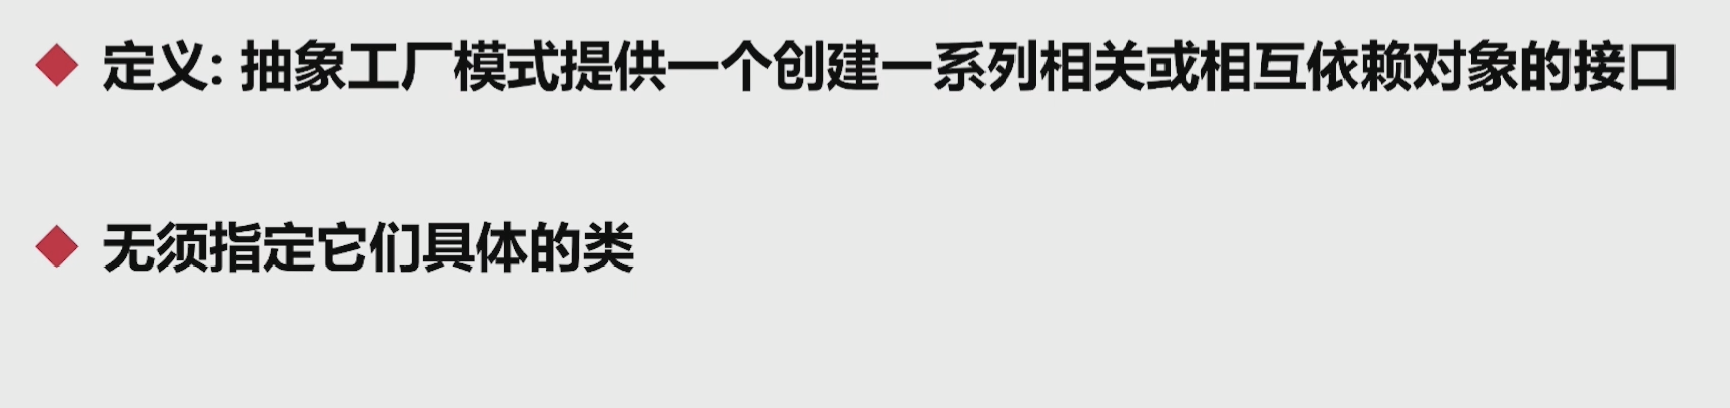 定义: 抽象工厂模式提供一个创建一系列相关或相互依赖对象的接口
无须指定它们具体的类